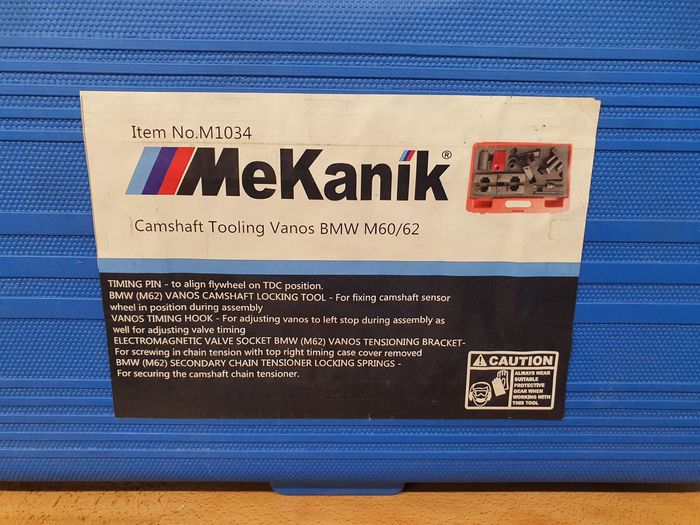 Item No.M1034
MeKanik®
Camshaft Tooling Vanos BMW M60/62
TIMING PIN - to align flywheel on TDC position.
BMW (M62) VANOS CAMSHAFT LOCKING TOOL - For fixing camshaft sensor
wheel in position during assembly
VANOS TIMING HOOK - For adjusting vanos to left stop during assembly as
well for adjusting valve timing
ELECTROMAGNETIC VALVE SOCKET BMW (M62) VANOS TENSIONING BRACKET-
For screwing in chain tension with top right timing case cover removed
BMW (M62) SECONDARY CHAIN TENSIONER LOCKING SPRINGS -
For securing the camshaft chain tensioner.
CAUTION
ALWAYS WEAR
SUITABLE
PROTECTIVE
GEAR WHEN
WORKING WITH
THIS TOOL